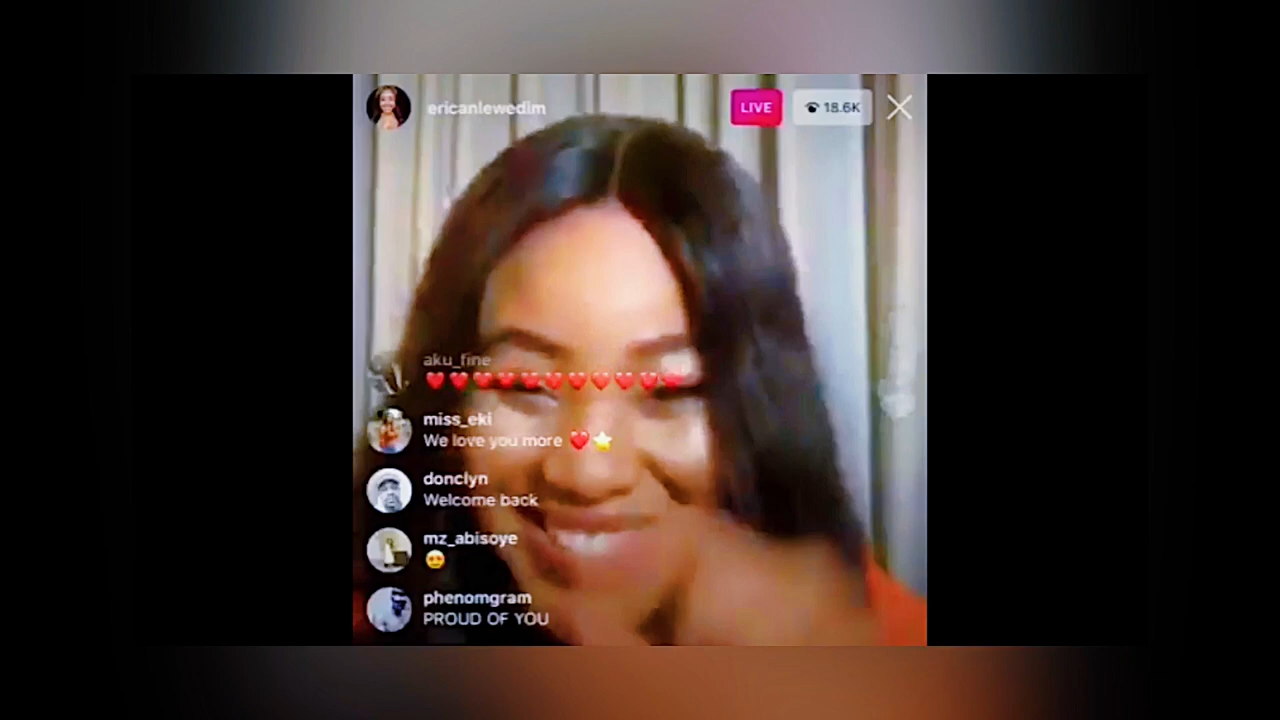 ericanlewedim
LIVE
18.6K
aku_fine
❤️❤️❤️❤️❤️❤️❤️❤️❤️❤️❤️
miss_eki
We love you more ❤️⭐
donclyn
Welcome back
mz_abisoye
😍
phenomgram
PROUD OF YOU